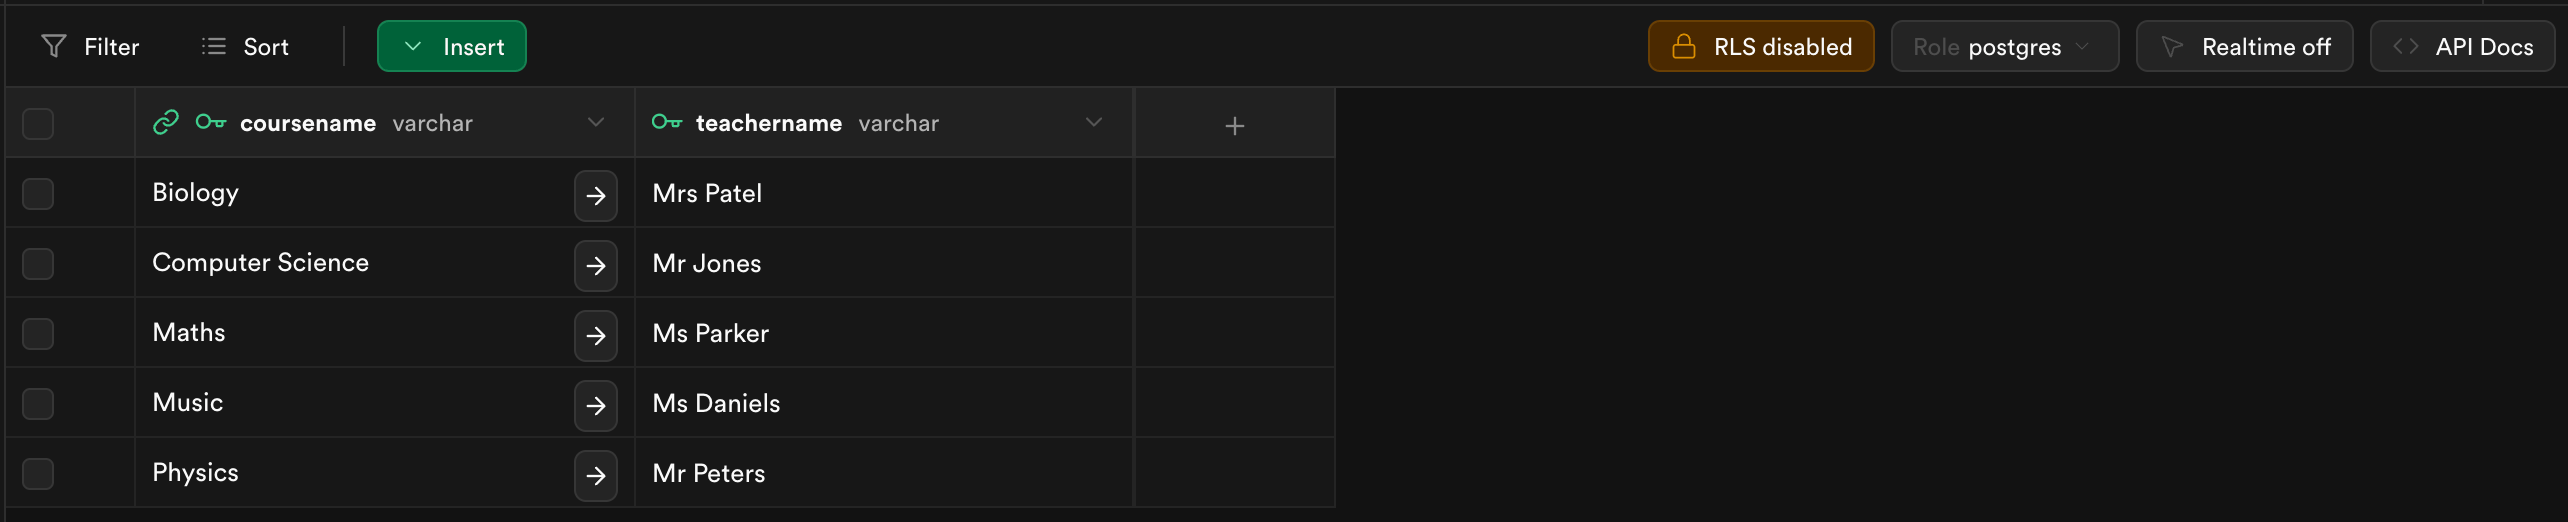 Filter Sort Insert RLS disabled Role postgres Realtime off API Docs
coursename varchar teachername varchar +
Biology Mrs Patel
Computer Science Mr Jones
Maths Ms Parker
Music Ms Daniels
Physics Mr Peters